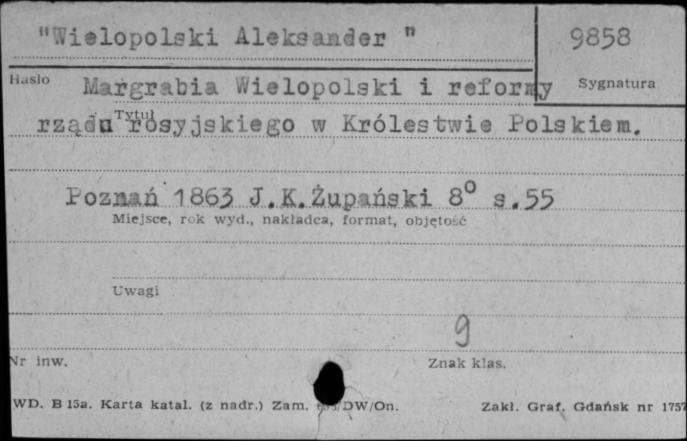 "Wielopolski Aleksander "
9858
Hasło
Margrabia Wielopolski i reformy
Sygnatura
Tytuł
rządu rosyjskiego w Królestwie Polskiem.
Poznań 1863 J.K.Żupański 8° s.55
Miejsce, rok wyd., nakładca, format, objętość
Uwagi
9
Nr inw.
Znak klas.
WD. B 15a. Karta katal. (z nadr.) Zam. /DW/On.
Zakł. Graf. Gdańsk nr 1757